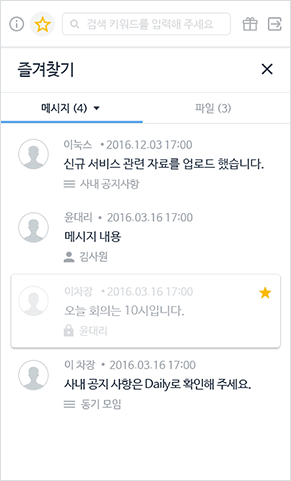 검색 키워드를 입력해 주세요
즐겨찾기
메시지 (4)
파일 (3)
이녹스 • 2016.12.03 17:00
신규 서비스 관련 자료를 업로드 했습니다.
사내 공지사항
윤대리 • 2016.03.16 17:00
메시지 내용
김사원
이차장 • 2016.03.16 17:00
오늘 회의는 10시입니다.
윤대리
이 차장 • 2016.03.16 17:00
사내 공지 사항은 Daily로 확인해 주세요.
동기 모임